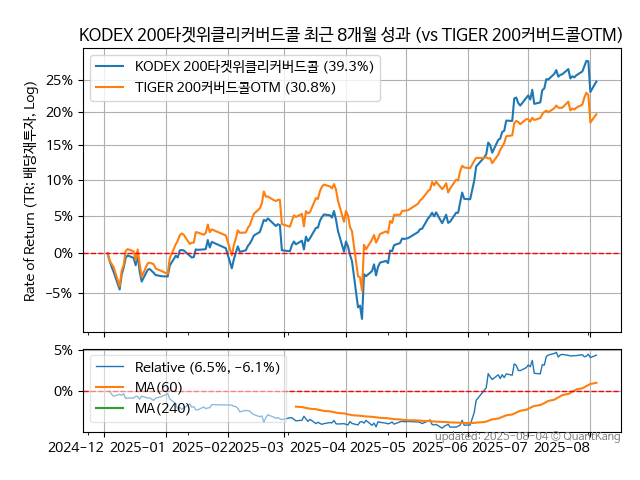 KODEX 200타겟위클리커버드콜 최근 8개월 성과 (vs TIGER 200커버드콜OTM)
Rate of Return (TR: 배당재투자, Log)
KODEX 200타겟위클리커버드콜 (39.3%)
TIGER 200커버드콜OTM (30.8%)
25%
20%
15%
10%
5%
0%
−5%
5%
0%
Relative (6.5%, −6.1%)
MA(60)
MA(240)
updated: 2025-08-04 © QuantKang
2024-12 2025-01 2025-02 2025-03 2025-04 2025-05 2025-06 2025-07 2025-08